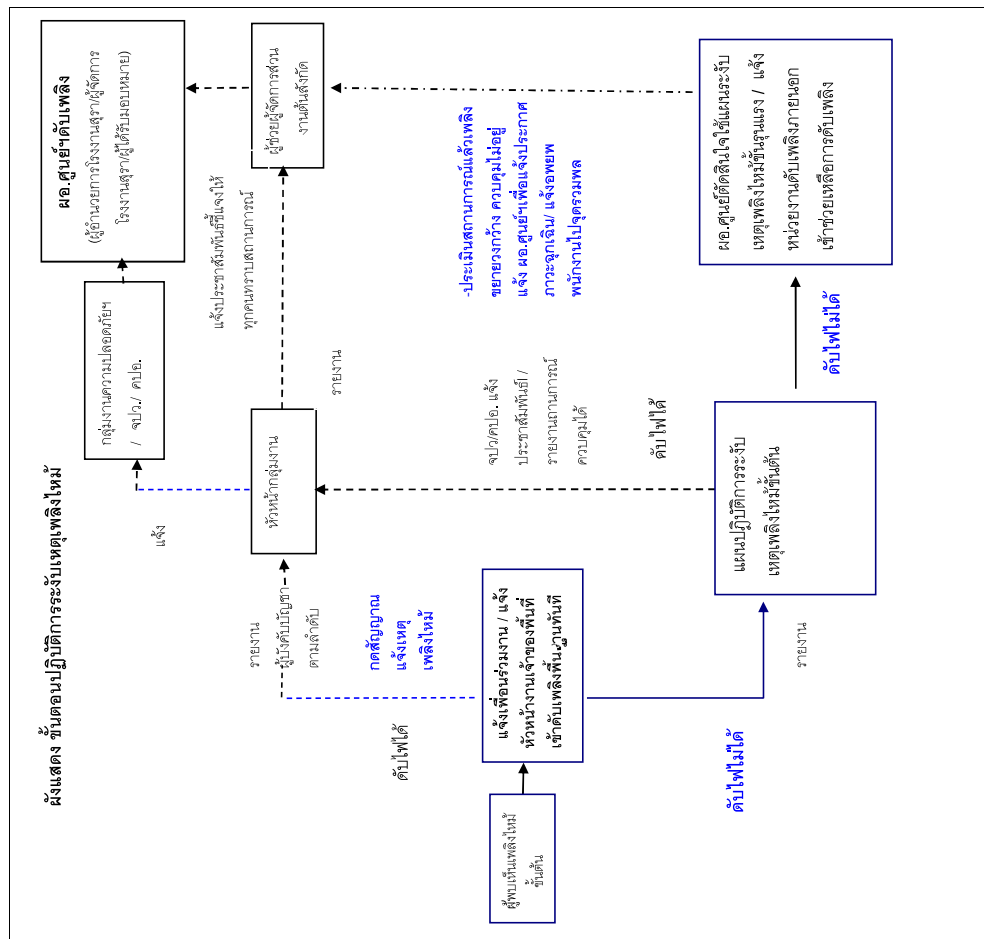 ผังแสดง ขั้นตอนปฏิบัติการระงับเหตุเพลิงไหม้
ผู้พบเห็นเพลิงไหม้
ขั้นต้น
แจ้งเพื่อนร่วมงาน / แจ้ง
หัวหน้างานเจ้าของพื้นที่
เข้าดับเพลิงพื้นฐานทันที
ดับไฟได้
กดสัญญาณ
แจ้งเหตุ
เพลิงไหม้
รายงาน
ผู้บังคับบัญชา
ตามลำดับ
หัวหน้ากลุ่มงาน
แจ้ง
กลุ่มงานความปลอดภัยฯ
/ จป.ว./ คปอ.
ผอ.ศูนย์ฯดับเพลิง
(ผู้อำนวยการโรงงานสุรา/ผู้จัดการ
โรงงานสุรา/ผู้ได้รับมอบหมาย)
แจ้งประชาสัมพันธ์ชี้แจงให้
ทุกคนทราบสถานการณ์
รายงาน
ผู้ช่วยผู้จัดการส่วน
งานต้นสังกัด
ดับไฟไม่ได้
รายงาน
แผนปฏิบัติการระงับ
เหตุเพลิงไหม้ขั้นต้น
ดับไฟได้
จปว/คปอ. แจ้ง
ประชาสัมพันธ์ /
รายงานถานการณ์
ควบคุมได้
-ประเมินสถานการณ์แล้วเพลิง
ขยายวงกว้าง ควบคุมไม่อยู่
แจ้ง ผอ.ศูนย์ฯเพื่อแจ้งประกาศ
ภาวะฉุกเฉิน/ แจ้งอพยพ
พนักงานไปจุดรวมพล
ดับไฟไม่ได้
ผอ.ศูนย์ตัดสินใจใช้แผนระงับ
เหตุเพลิงไหม้ขั้นรุนแรง / แจ้ง
หน่วยงานดับเพลิงภายนอก
เข้าช่วยเหลือการดับเพลิง